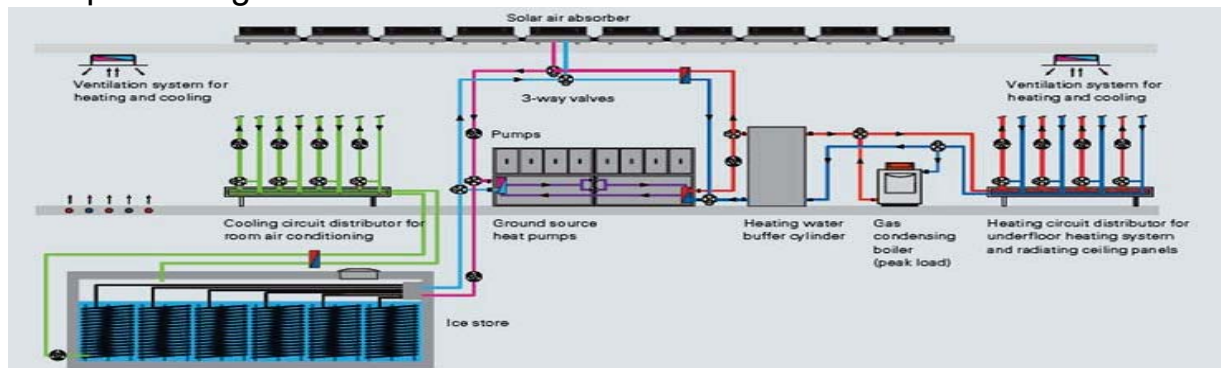 Solar air absorber
Ventilation system for
heating and cooling
3-way valves
Ventilation system for
heating and cooling
Pumps
Cooling circuit distributor for
room air conditioning
Ground source
heat pumps
Heating water
buffer cylinder
Gas
condensing
boiler
(peak load)
Heating circuit distributor for
underfloor heating system
and radiating ceiling panels
Ice store